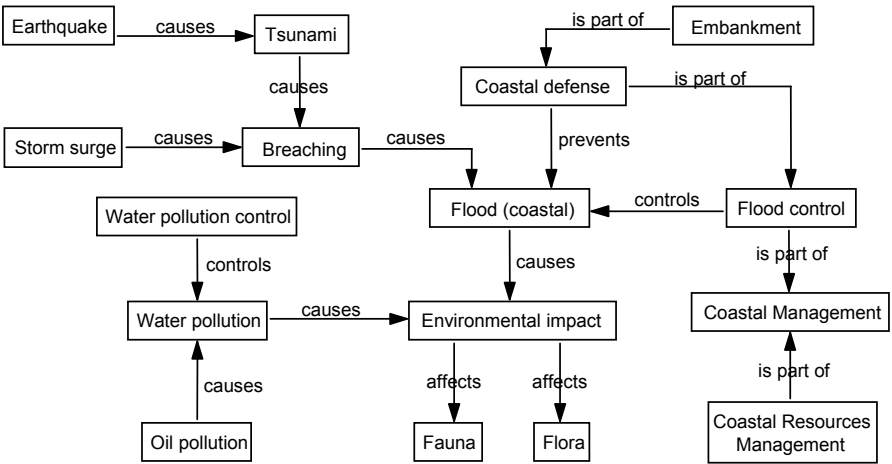 Earthquake
causes
Tsunami
is part of
Embankment
causes
Coastal defense
is part of
Storm surge
causes
Breaching
causes
prevents
Water pollution control
Flood (coastal)
controls
Flood control
controls
causes
is part of
Water pollution
causes
Environmental impact
Coastal Management
causes
affects
affects
is part of
Oil pollution
Fauna
Flora
Coastal Resources
Management